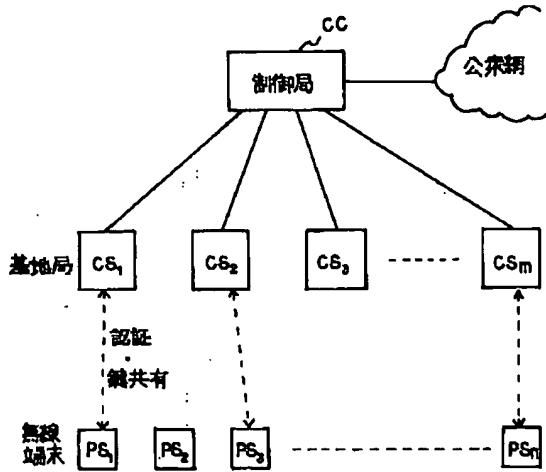 CC
制御局
公衆網
基地局
CS₁
CS₂
CS₃
CSm
認証
・
鍵共有
無線
端末
PS₁
PS₂
PS₃
PSn